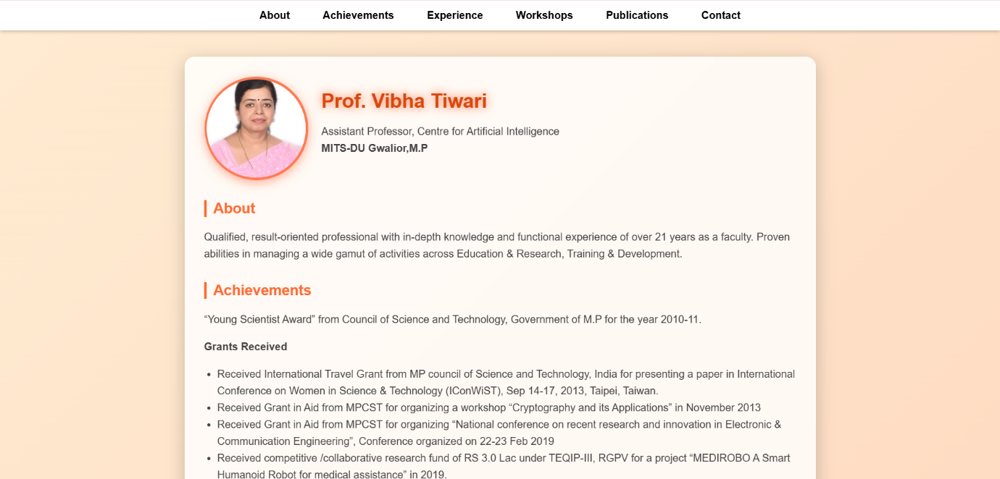 About Achievements Experience Workshops Publications Contact
Prof. Vibha Tiwari
Assistant Professor, Centre for Artificial Intelligence
MITS-DU Gwalior,M.P
About
Qualified, result-oriented professional with in-depth knowledge and functional experience of over 21 years as a faculty. Proven
abilities in managing a wide gamut of activities across Education & Research, Training & Development.
Achievements
“Young Scientist Award” from Council of Science and Technology, Government of M.P for the year 2010-11.
Grants Received
• Received International Travel Grant from MP council of Science and Technology, India for presenting a paper in International
Conference on Women in Science & Technology (IConWiST), Sep 14-17, 2013, Taipei, Taiwan.
• Received Grant in Aid from MPCST for organizing a workshop “Cryptography and its Applications” in November 2013
• Received Grant in Aid from MPCST for organizing “National conference on recent research and innovation in Electronic &
Communication Engineering”, Conference organized on 22-23 Feb 2019
• Received competitive /collaborative research fund of RS 3.0 Lac under TEQIP-III, RGPV for a project “MEDIROBO A Smart
Humanoid Robot for medical assistance” in 2019.